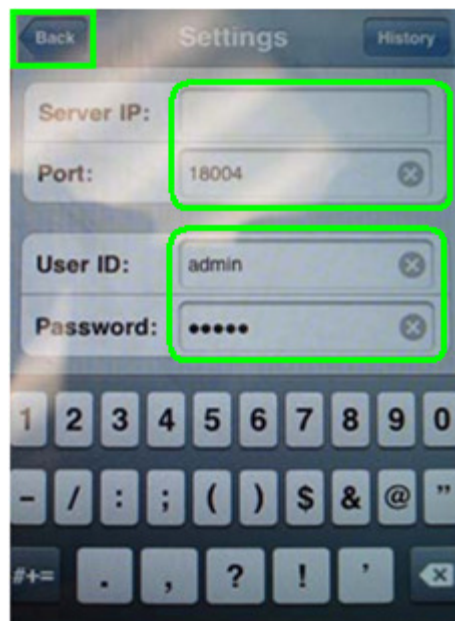 Back Settings History
Server IP:
Port: 18004
User ID: admin
Password: •••••
1 2 3 4 5 6 7 8 9 0
- / : ; ( ) $ & @ "
#+= . , ? ! '